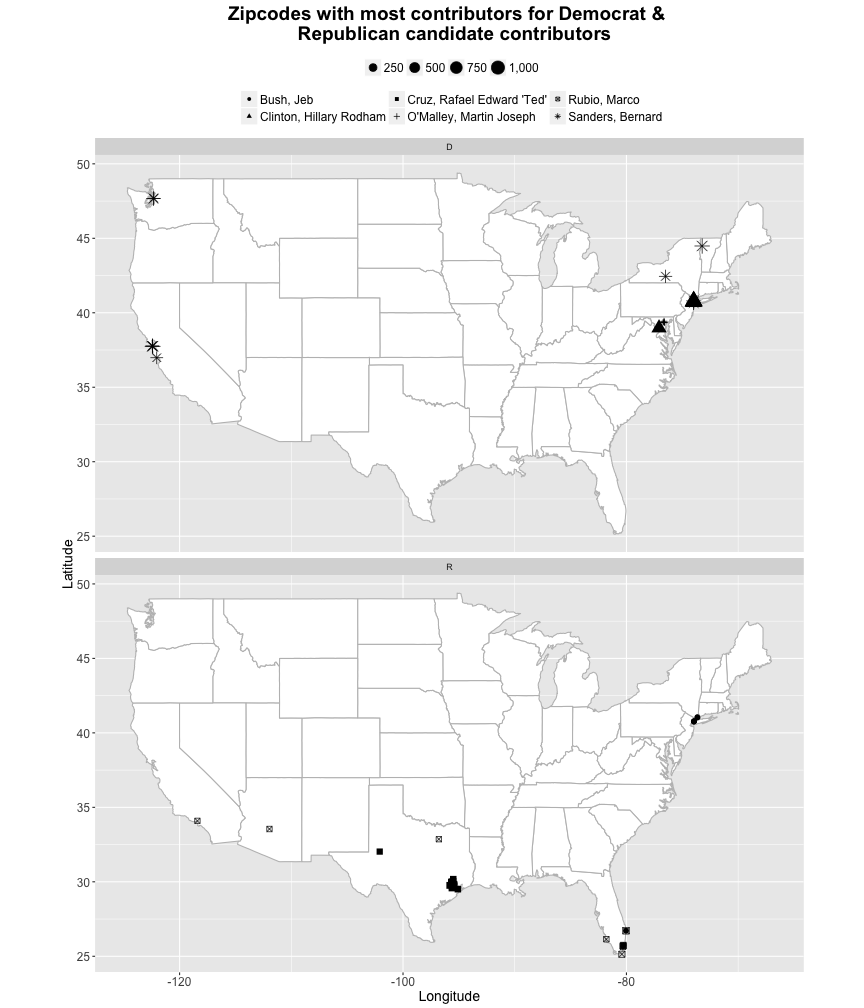 Zipcodes with most contributors for Democrat &
Republican candidate contributors
250 500 750 1,000
Bush, Jeb Cruz, Rafael Edward 'Ted' Rubio, Marco
Clinton, Hillary Rodham O'Malley, Martin Joseph Sanders, Bernard
D
50
45
40
35
30
25
Latitude
R
50
45
40
35
30
25
-120 -100 -80
Longitude